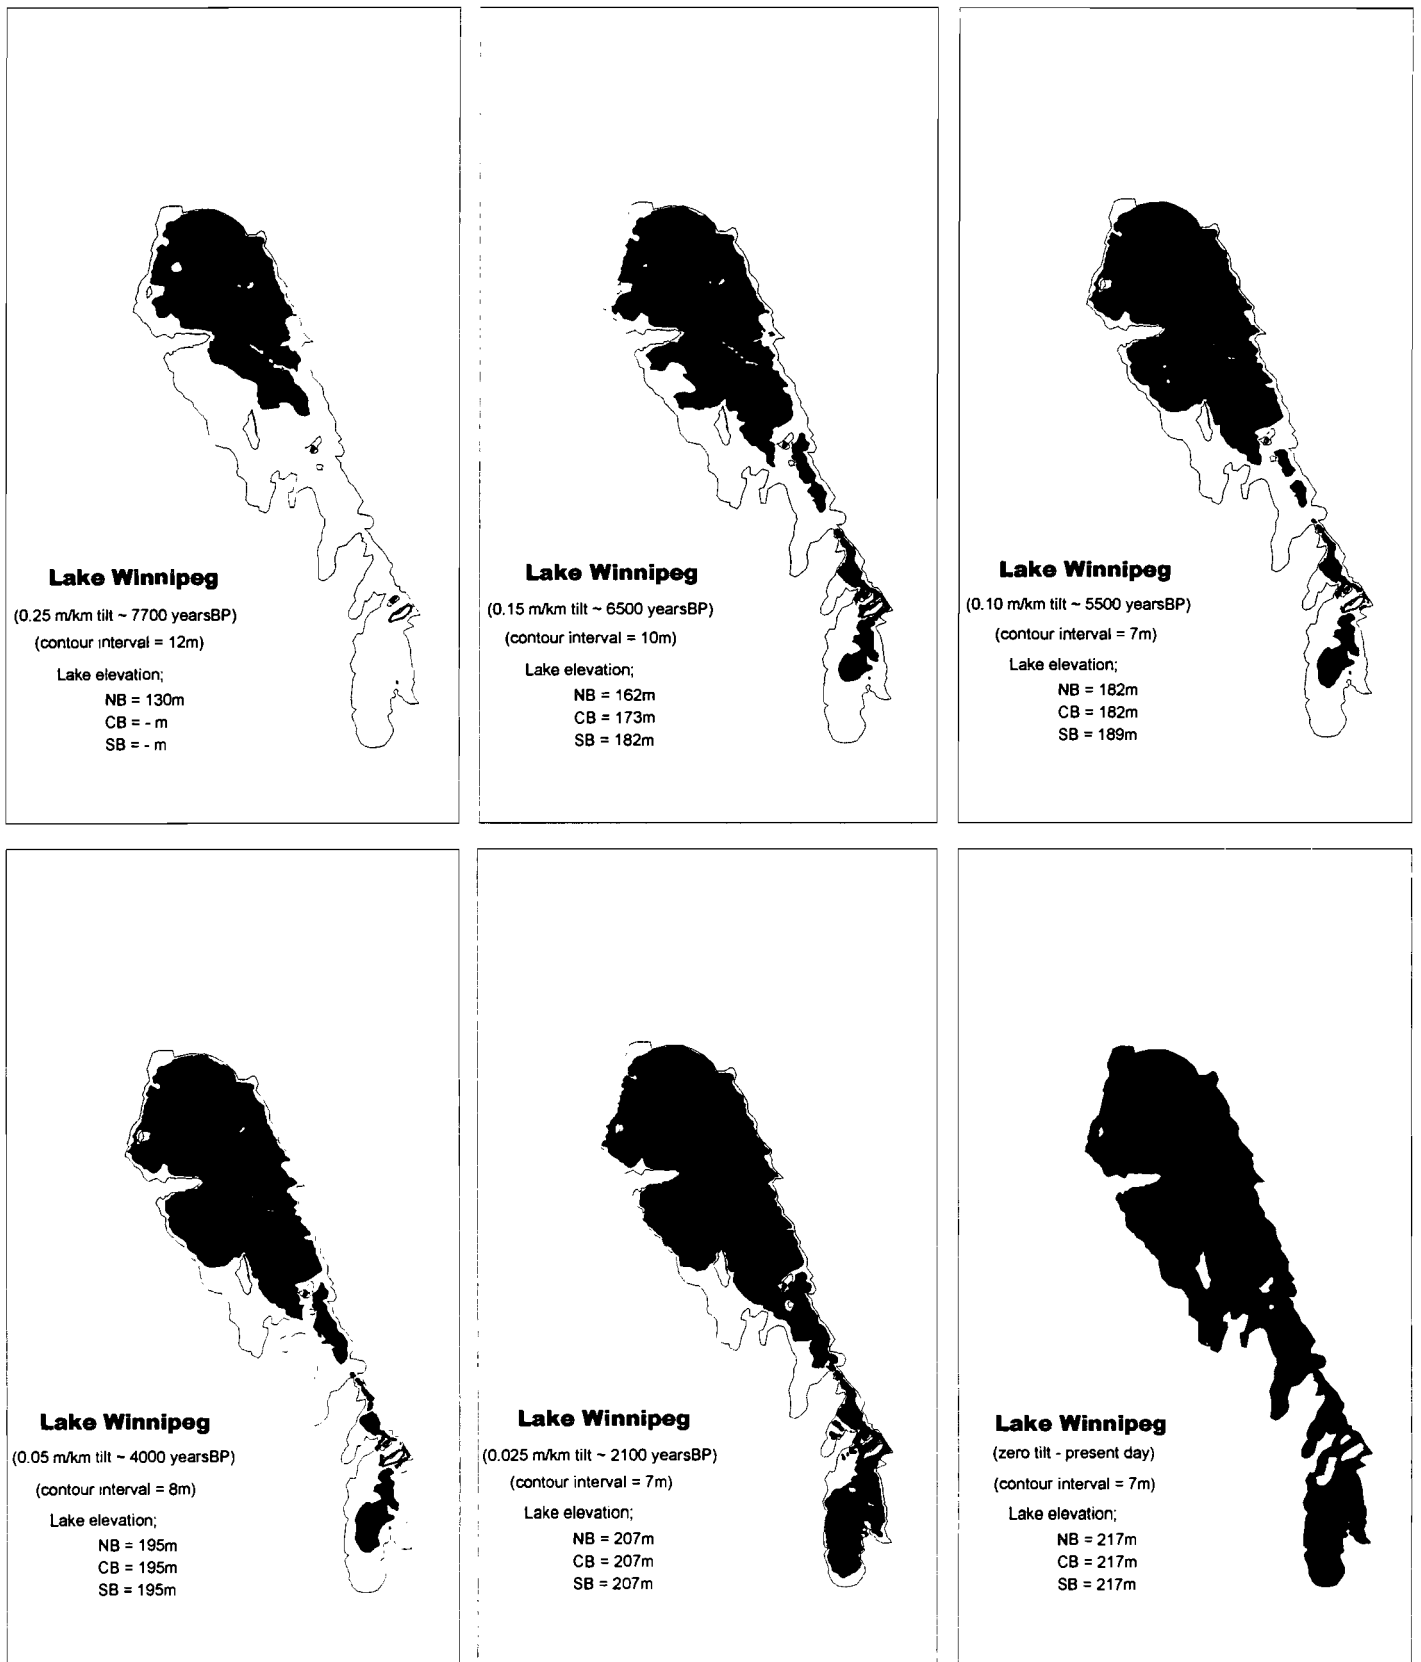 Lake Winnipeg
(0.25 m/km tilt ~ 7700 yearsBP)
(contour interval = 12m)
Lake elevation;
NB = 130m
CB = - m
SB = - m
Lake Winnipeg
(0.15 m/km tilt ~ 6500 yearsBP)
(contour interval = 10m)
Lake elevation;
NB = 162m
CB = 173m
SB = 182m
Lake Winnipeg
(0.10 m/km tilt ~ 5500 yearsBP)
(contour interval = 7m)
Lake elevation;
NB = 182m
CB = 182m
SB = 189m
Lake Winnipeg
(0.05 m/km tilt ~ 4000 yearsBP)
(contour interval = 8m)
Lake elevation;
NB = 195m
CB = 195m
SB = 195m
Lake Winnipeg
(0.025 m/km tilt ~ 2100 yearsBP)
(contour interval = 7m)
Lake elevation;
NB = 207m
CB = 207m
SB = 207m
Lake Winnipeg
(zero tilt - present day)
(contour interval = 7m)
Lake elevation;
NB = 217m
CB = 217m
SB = 217m